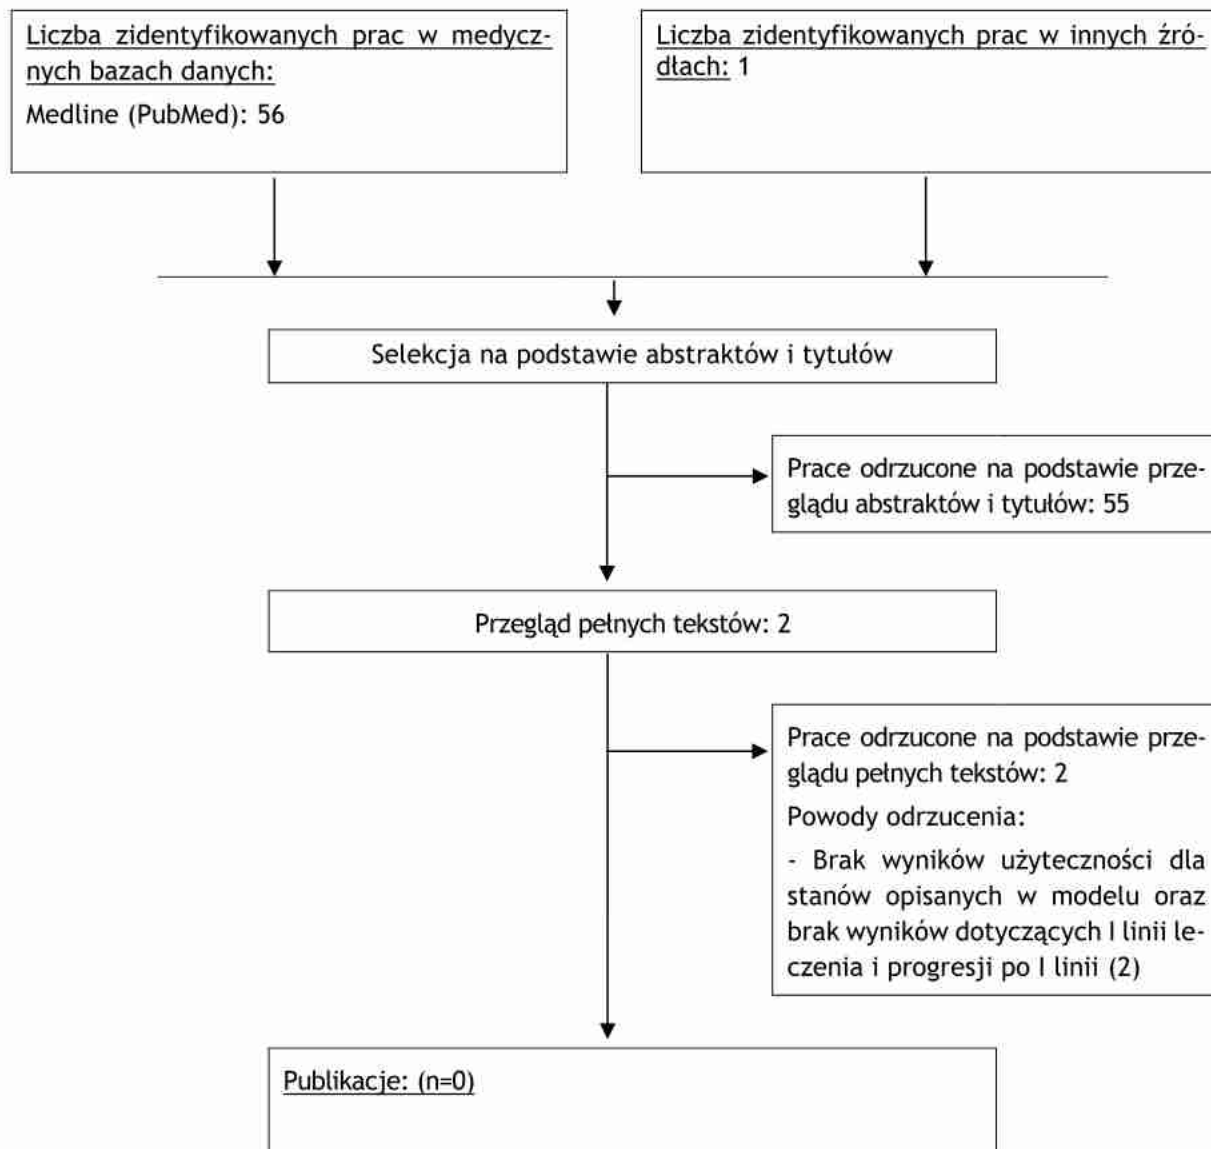 Liczba zidentyfikowanych prac w medycz-
nych bazach danych:
Medline (PubMed): 56
Liczba zidentyfikowanych prac w innych źró-
dłach: 1
Selekcja na podstawie abstraktów i tytułów
Prace odrzucone na podstawie prze-
glądu abstraktów i tytułów: 55
Przegląd pełnych tekstów: 2
Prace odrzucone na podstawie prze-
glądu pełnych tekstów: 2
Powody odrzucenia:
- Brak wyników użyteczności dla
stanów opisanych w modelu oraz
brak wyników dotyczących I linii le-
czenia i progresji po I linii (2)
Publikacje: (n=0)